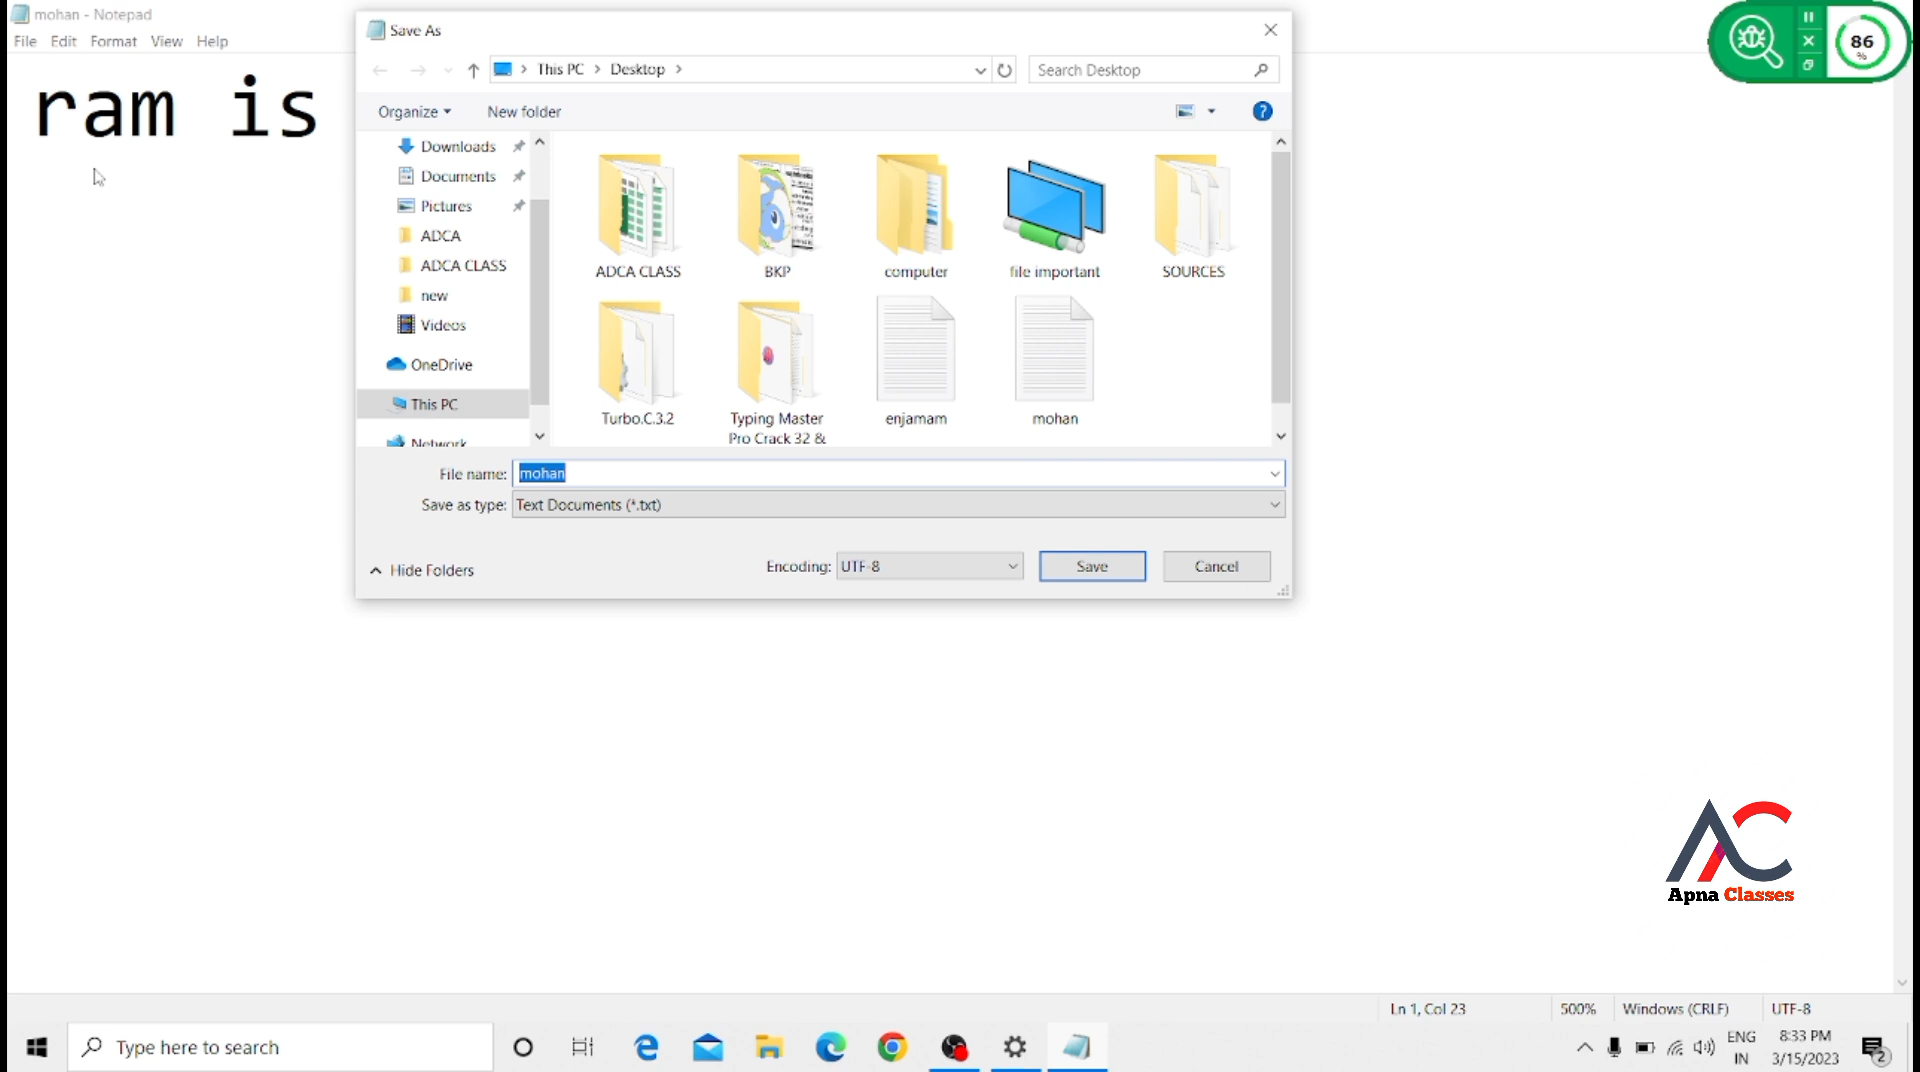 mohan - Notepad
File Edit Format View Help
ram is
Save As
This PC Desktop
Search Desktop
Organize New folder
Downloads
Documents
Pictures
ADCA
ADCA CLASS
new
Videos
OneDrive
This PC
Network
ADCA CLASS
BKP
computer
file important
SOURCES
Turbo.C.3.2
Typing Master
Pro Crack 32 &
enjamam
mohan
File name: mohan
Save as type: Text Documents (*.txt)
Hide Folders
Encoding: UTF-8
Save
Cancel
86
%
AC
Apna Classes
Ln 1, Col 23
500%
Windows (CRLF)
UTF-8
Type here to search
ENG
IN
8:33 PM
3/15/2023
2